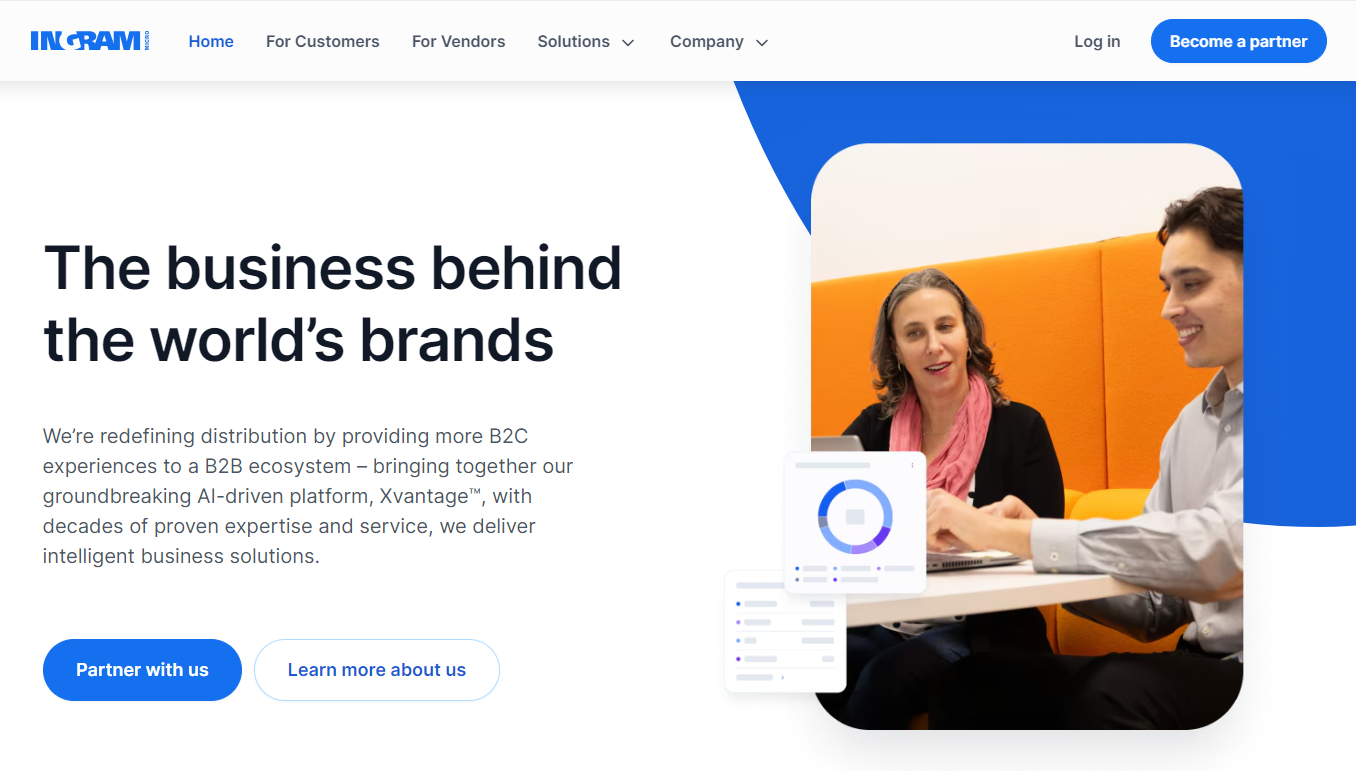 INGRAM MICRO
Home
For Customers
For Vendors
Solutions
Company
Log in
Become a partner
The business behind
the world’s brands
We’re redefining distribution by providing more B2C
experiences to a B2B ecosystem – bringing together our
groundbreaking AI-driven platform, Xvantage™, with
decades of proven expertise and service, we deliver
intelligent business solutions.
Partner with us
Learn more about us